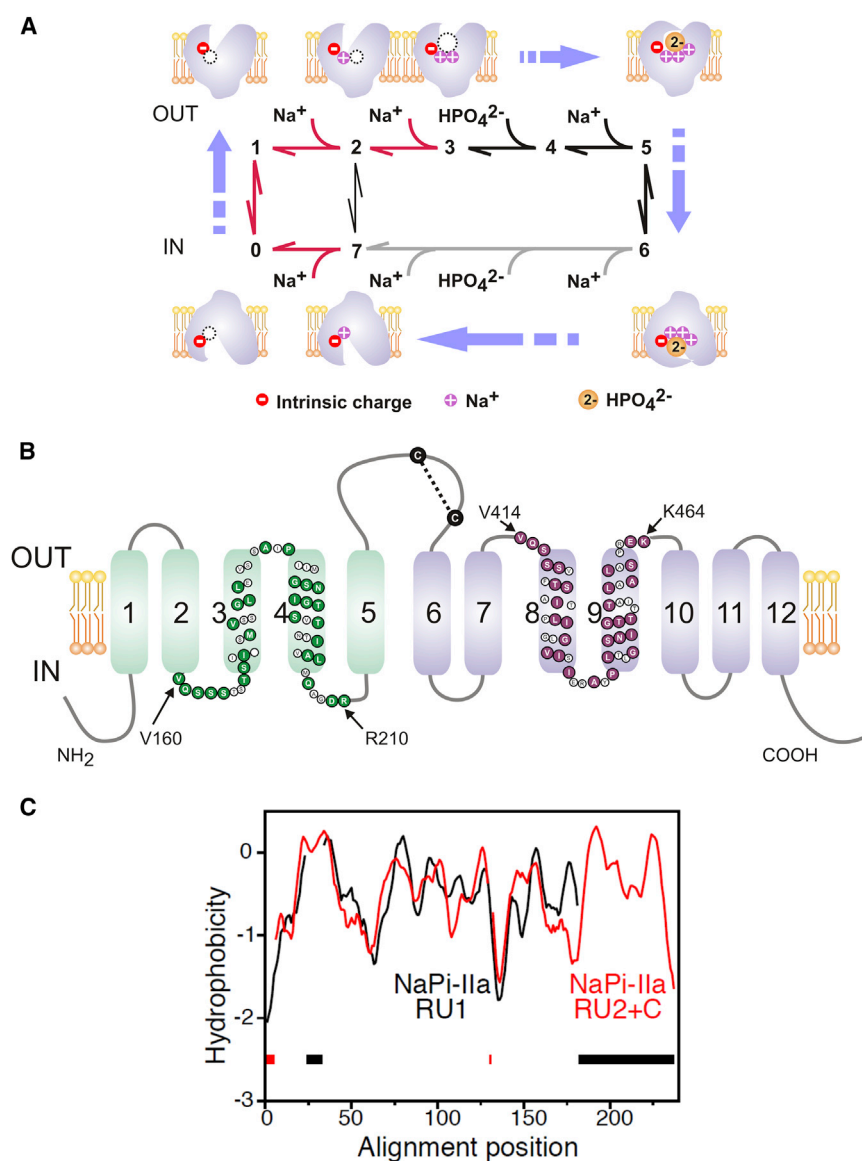 A
OUT
Na⁺ Na⁺ HPO₄²⁻ Na⁺
1 2 3 4 5
IN
0 7 6
Na⁺ Na⁺ HPO₄²⁻ Na⁺
2-
2-
Intrinsic charge Na⁺ 2- HPO₄²⁻
B
C
C
V414 K464
OUT
1 2 3 4 5 6 7 8 9 10 11 12
IN
V160 R210
NH₂ COOH
C
0
-1
-2
-3
Hydrophobicity
NaPi-IIa NaPi-IIa
RU1 RU2+C
0 50 100 150 200
Alignment position